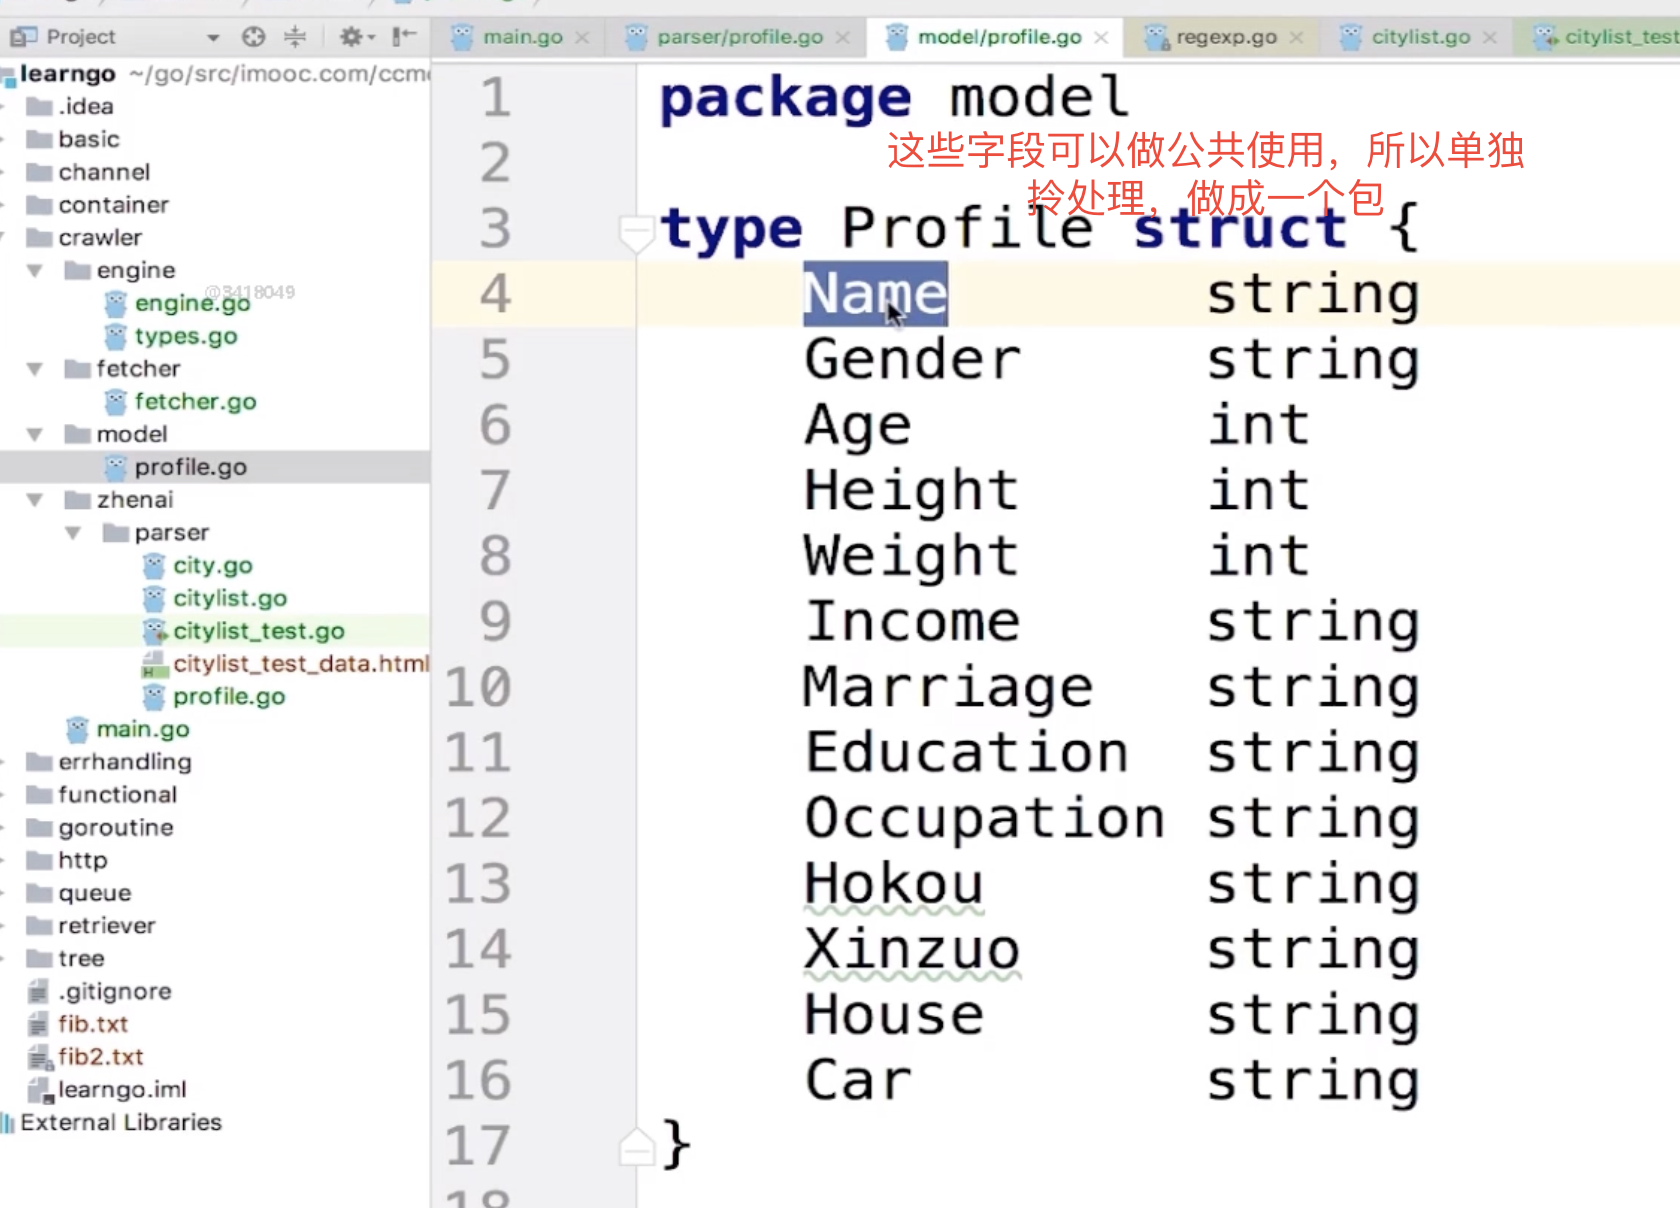 Project
main.go
parser/profile.go
model/profile.go
regexp.go
citylist.go
citylist_test
learngo ~/go/src/imooc.com/ccm
.idea
basic
channel
container
crawler
engine
@3418049
engine.go
types.go
fetcher
fetcher.go
model
profile.go
zhenai
parser
city.go
citylist.go
citylist_test.go
citylist_test_data.html
profile.go
main.go
errhandling
functional
goroutine
http
queue
retriever
tree
.gitignore
fib.txt
fib2.txt
learngo.iml
External Libraries
1 package model
这些字段可以做公共使用，所以单独
2
拎处理，做成一个包
3 type Profile struct {
4 Name string
5 Gender string
6 Age int
7 Height int
8 Weight int
9 Income string
10 Marriage string
11 Education string
12 Occupation string
13 Hokou string
14 Xinzuo string
15 House string
16 Car string
17 }
18